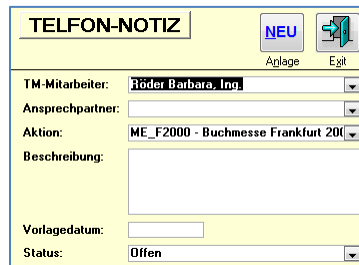 TELFON-NOTIZ
NEU
Anlage
Exit
TM-Mitarbeiter: Röder Barbara, Ing.
Ansprechpartner:
Aktion: ME_F2000 - Buchmesse Frankfurt 200
Beschreibung:
Vorlagedatum:
Status: Offen